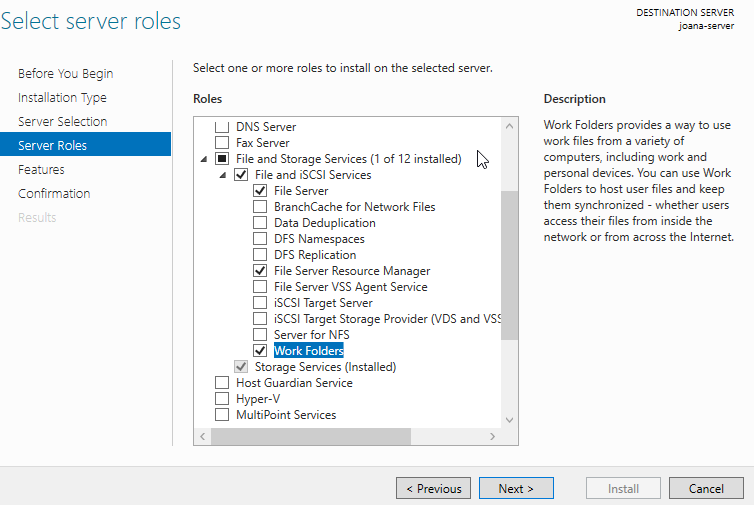 Select server roles
DESTINATION SERVER
joana-server
Before You Begin
Installation Type
Server Selection
Server Roles
Features
Confirmation
Results
Select one or more roles to install on the selected server.
Roles
DNS Server
Fax Server
File and Storage Services (1 of 12 installed)
File and iSCSI Services
File Server
BranchCache for Network Files
Data Deduplication
DFS Namespaces
DFS Replication
File Server Resource Manager
File Server VSS Agent Service
iSCSI Target Server
iSCSI Target Storage Provider (VDS and VSS
Server for NFS
Work Folders
Storage Services (Installed)
Host Guardian Service
Hyper-V
MultiPoint Services
Description
Work Folders provides a way to use
work files from a variety of
computers, including work and
personal devices. You can use Work
Folders to host user files and keep
them synchronized - whether users
access their files from inside the
network or from across the Internet.
< Previous
Next >
Install
Cancel